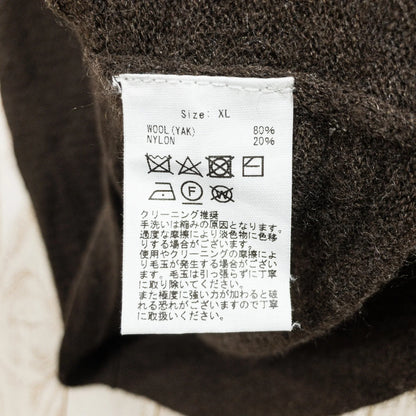 Size: XL
WOOL(YAK) 80%
NYLON 20%
クリーニング推奨
手洗いは縮みの原因となります。
過度な摩擦により淡色物に色移
りする場合がございます。
使用やクリーニングの摩擦によ
り毛玉が発生する場合がござい
ます。毛玉は引っ張らずに丁寧
に取り除いてください。
また極度に強い力が加わると破
れる恐れがございますので丁寧
に取扱いください。